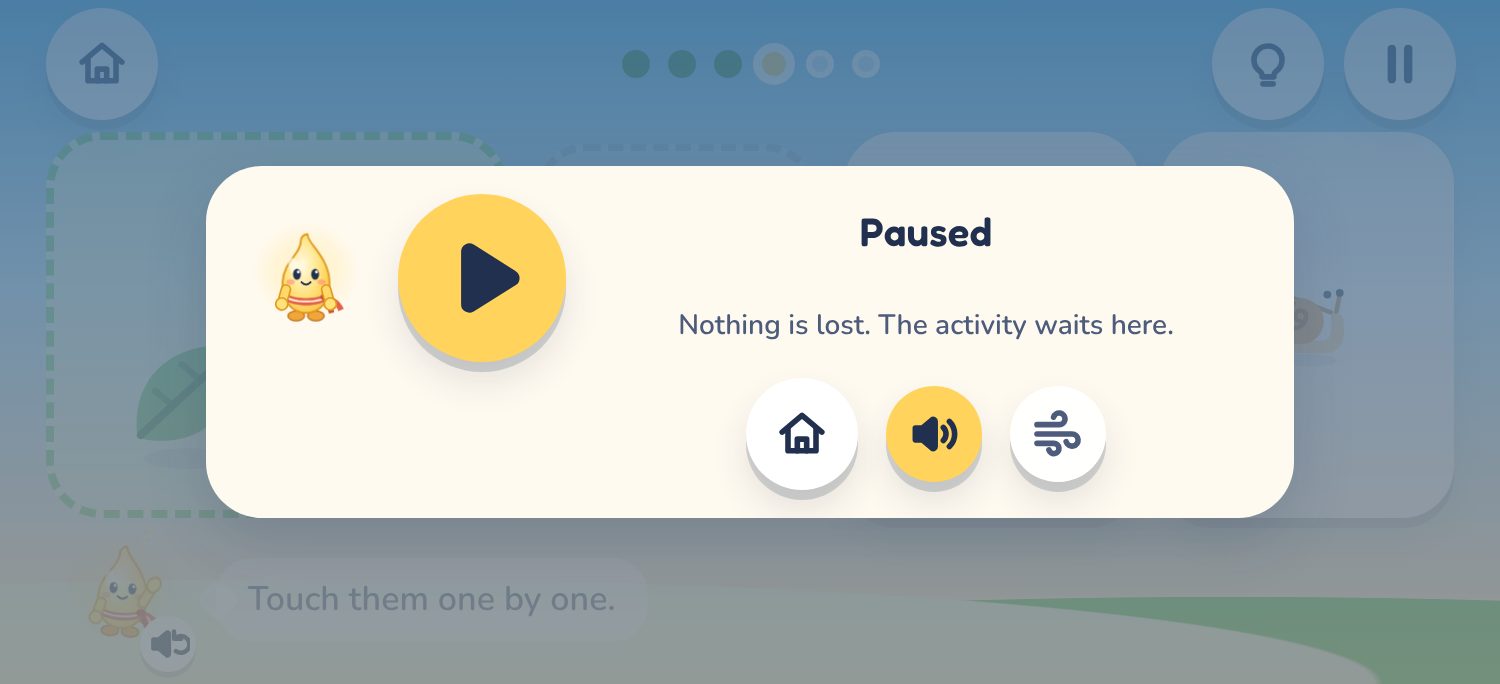 Paused
Nothing is lost. The activity waits here.
Touch them one by one.